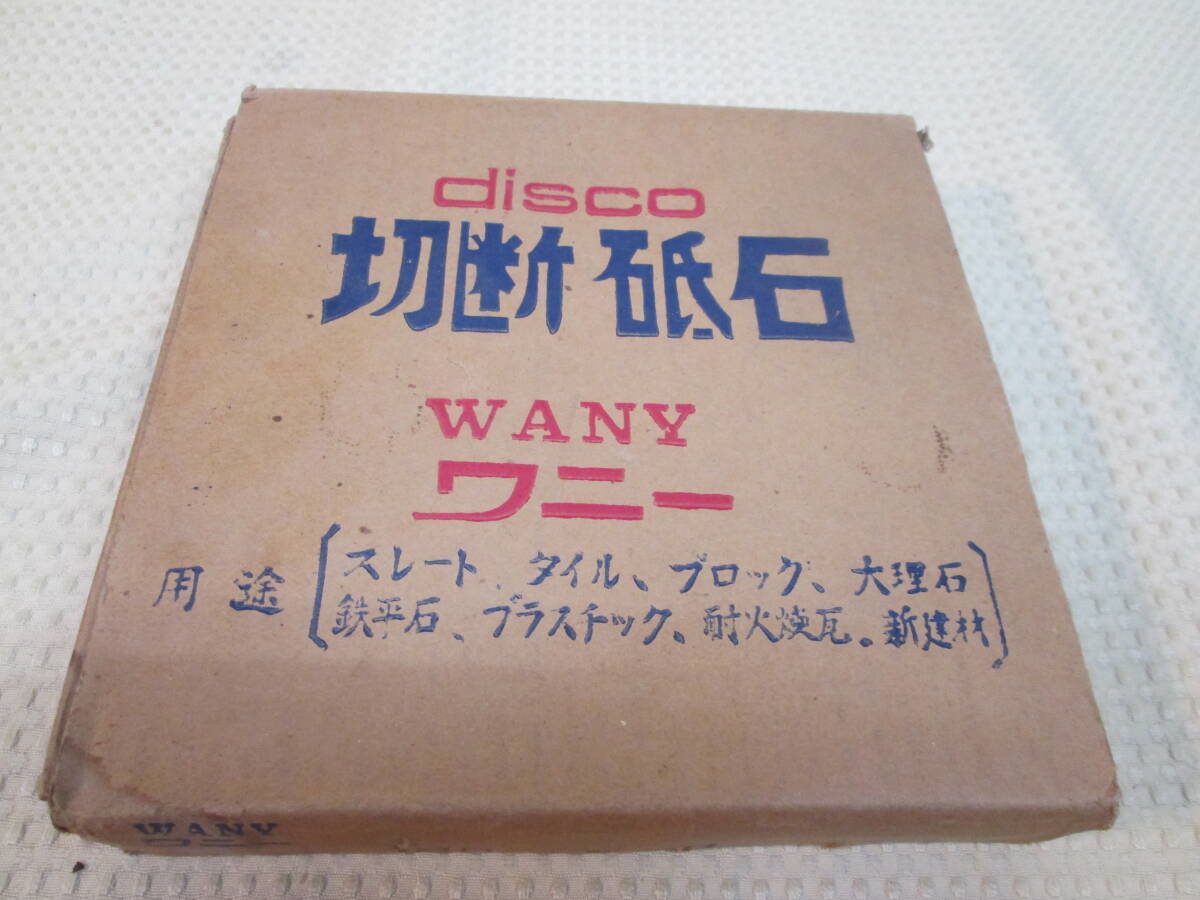 disco
切断砥石
WANY
ワニー
用途 [スレート、タイル、ブロック、大理石
鉄平石、プラスチック、耐火煉瓦。新建材]
WANY
ワニー